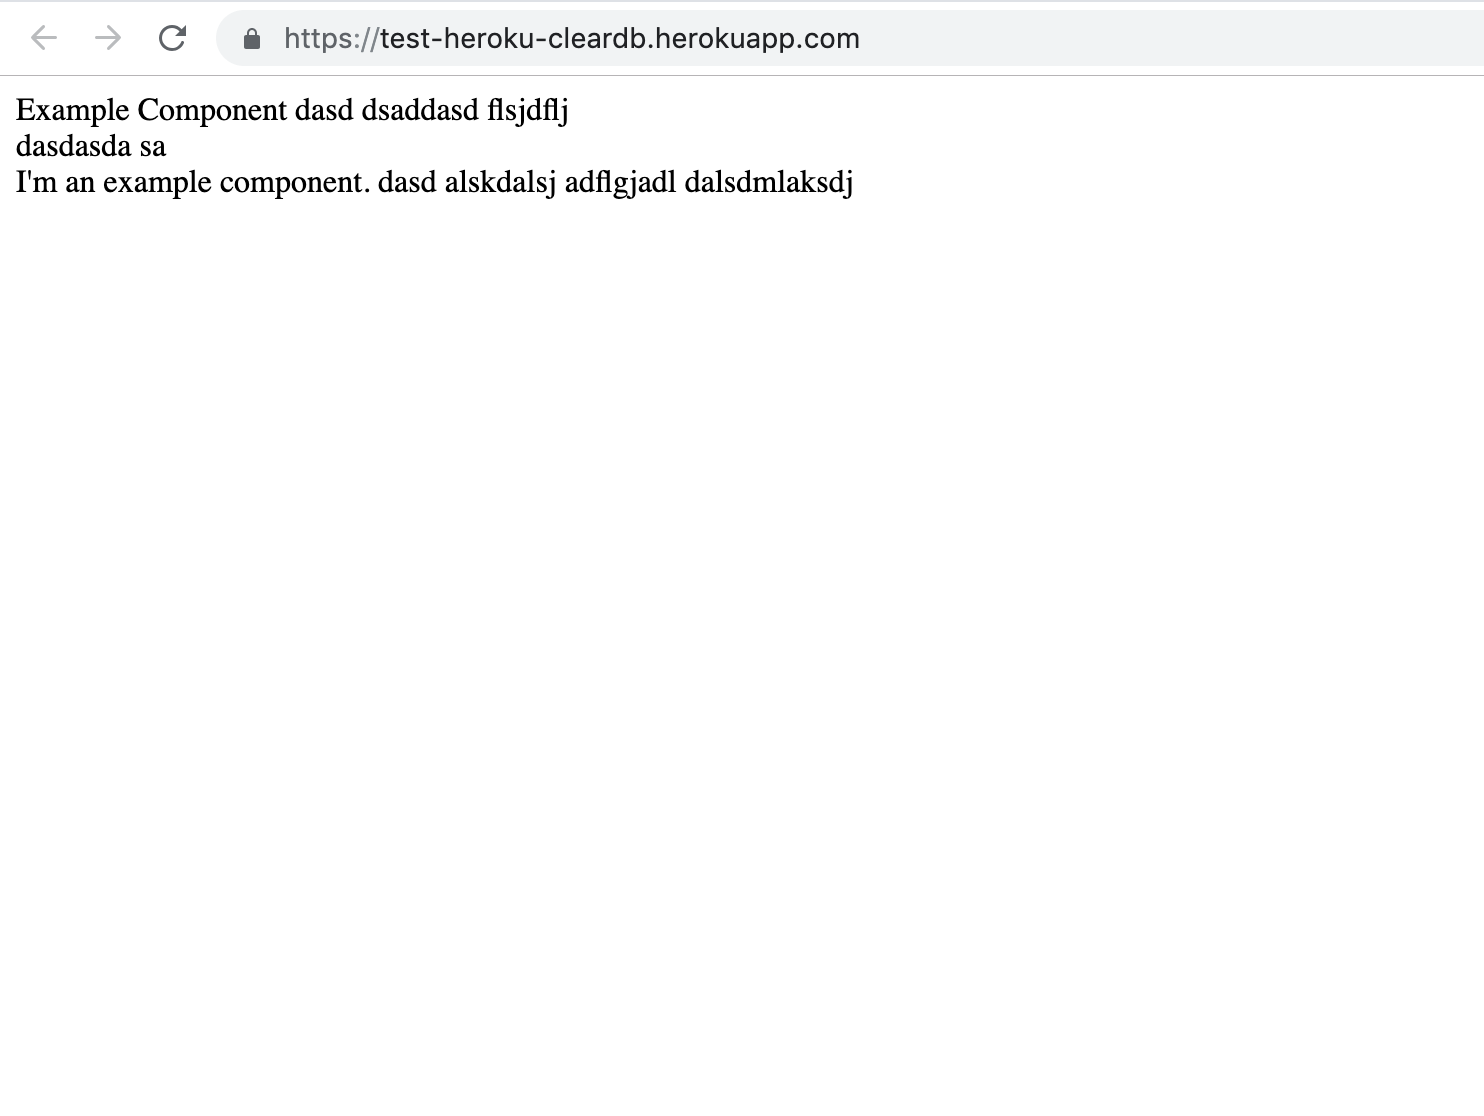 https://test-heroku-cleardb.herokuapp.com
Example Component dasd dsaddasd flsjdflj
dasdasda sa
I'm an example component. dasd alskdalsj adflgjadl dalsdmlaksdj